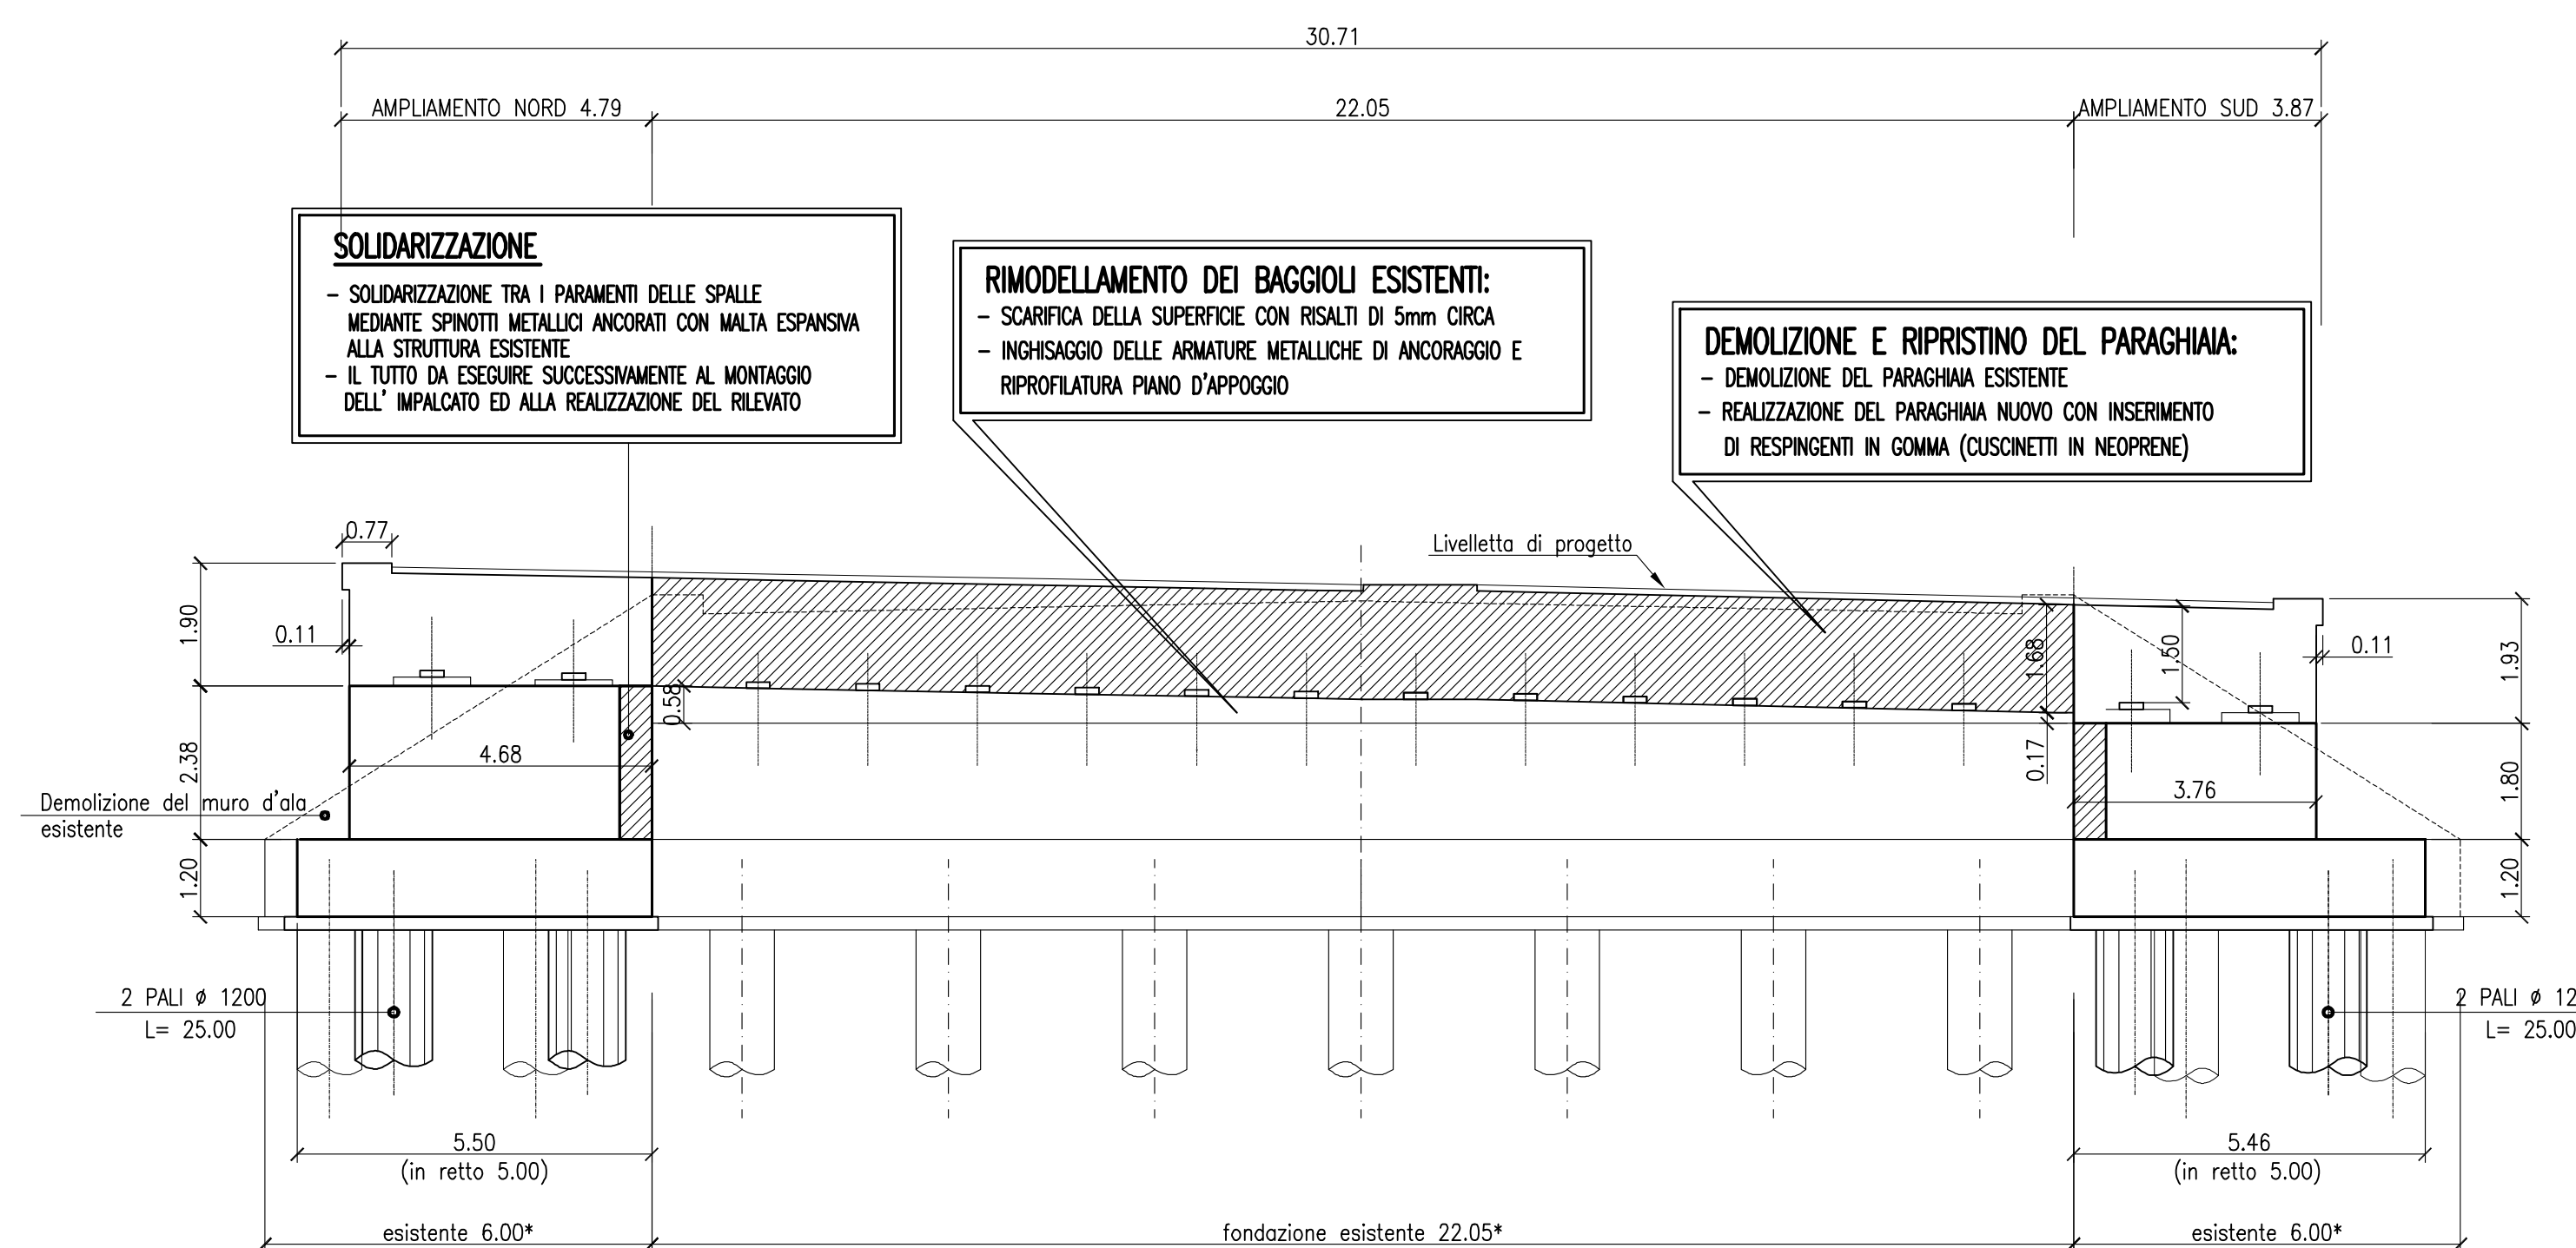 30.71
AMPLIAMENTO NORD 4.79
22.05
AMPLIAMENTO SUD 3.87
SOLIDARIZZAZIONE
- SOLIDARIZZAZIONE TRA I PARAMENTI DELLE SPALLE
MEDIANTE SPINOTTI METALLICI ANCORATI CON MALTA ESPANSIVA
ALLA STRUTTURA ESISTENTE
- IL TUTTO DA ESEGUIRE SUCCESSIVAMENTE AL MONTAGGIO
DELL' IMPALCATO ED ALLA REALIZZAZIONE DEL RILEVATO
RIMODELLAMENTO DEI BAGGIOLI ESISTENTI:
- SCARIFICA DELLA SUPERFICIE CON RISALTI DI 5mm CIRCA
- INGHISAGGIO DELLE ARMATURE METALLICHE DI ANCORAGGIO E
RIPROFILATURA PIANO D'APPOGGIO
DEMOLIZIONE E RIPRISTINO DEL PARAGHIAIA:
- DEMOLIZIONE DEL PARAGHIAIA ESISTENTE
- REALIZZAZIONE DEL PARAGHIAIA NUOVO CON INSERIMENTO
DI RESPINGENTI IN GOMMA (CUSCINETTI IN NEOPRENE)
0.77
Livelletta di progetto
1.90
0.11
0.58
1.68
1.50
0.11
1.93
2.38
4.68
0.17
3.76
1.80
Demolizione del muro d'ala
esistente
1.20
1.20
2 PALI ø 1200
L= 25.00
2 PALI ø 12
L= 25.00
5.50
(in retto 5.00)
5.46
(in retto 5.00)
esistente 6.00*
fondazione esistente 22.05*
esistente 6.00*